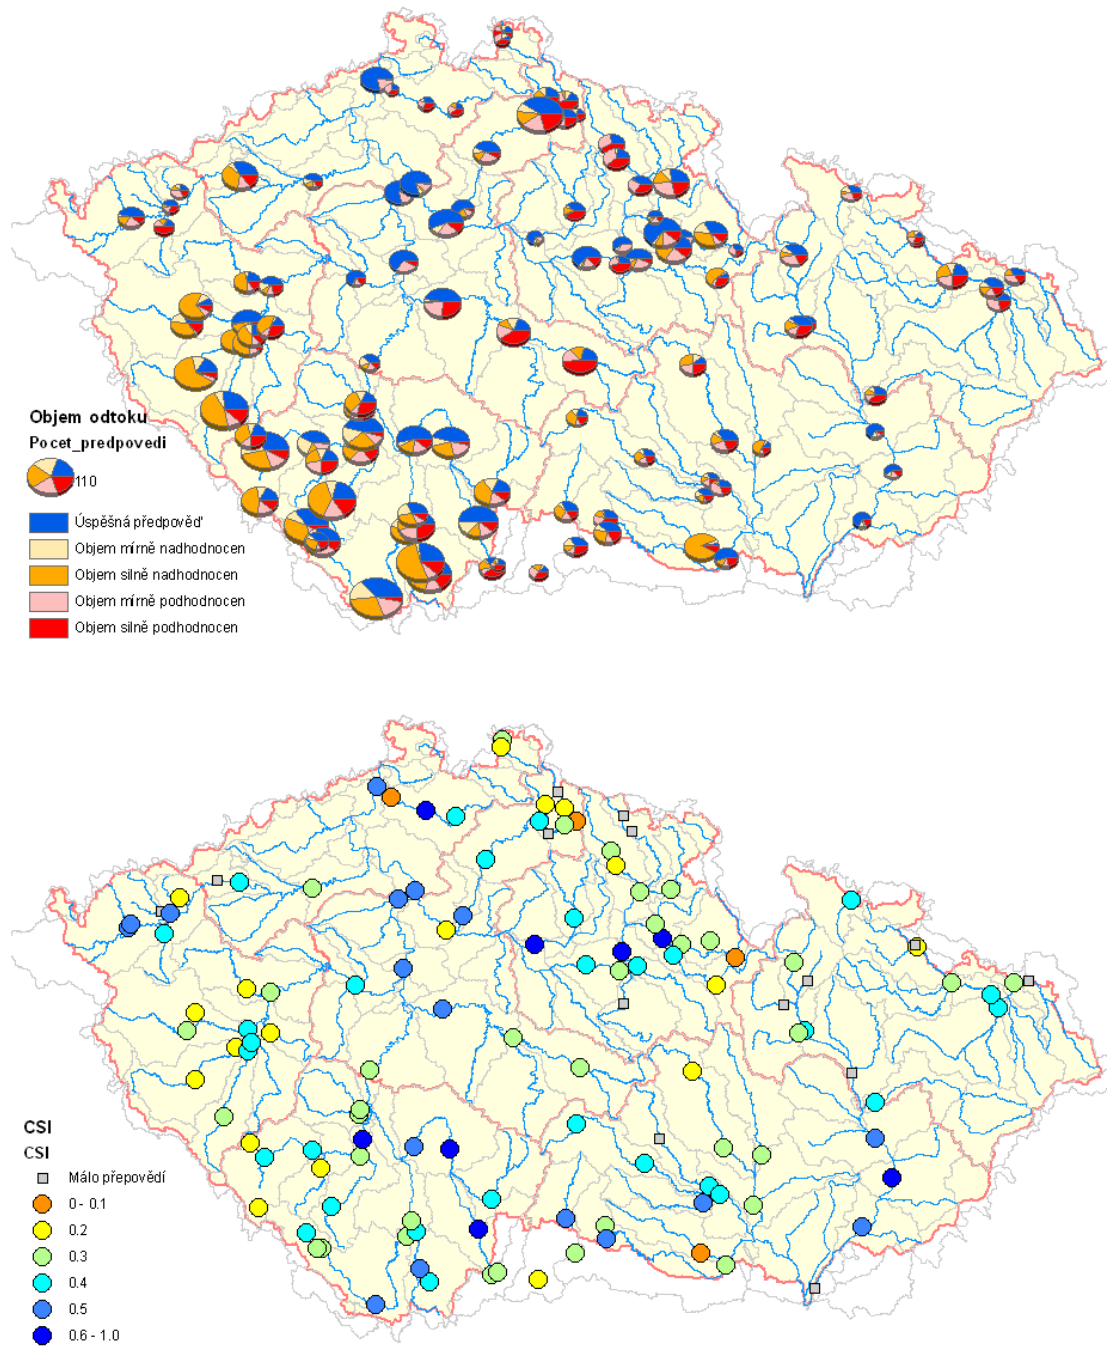 Objem odtoku
Pocet_predpovedi
110
Úspěšná předpověď'
Objem mírně nadhodnocen
Objem silně nadhodnocen
Objem mírně podhodnocen
Objem silně podhodnocen
CSI
CSI
Málo přepovědí
0 - 0.1
0.2
0.3
0.4
0.5
0.6 - 1.0